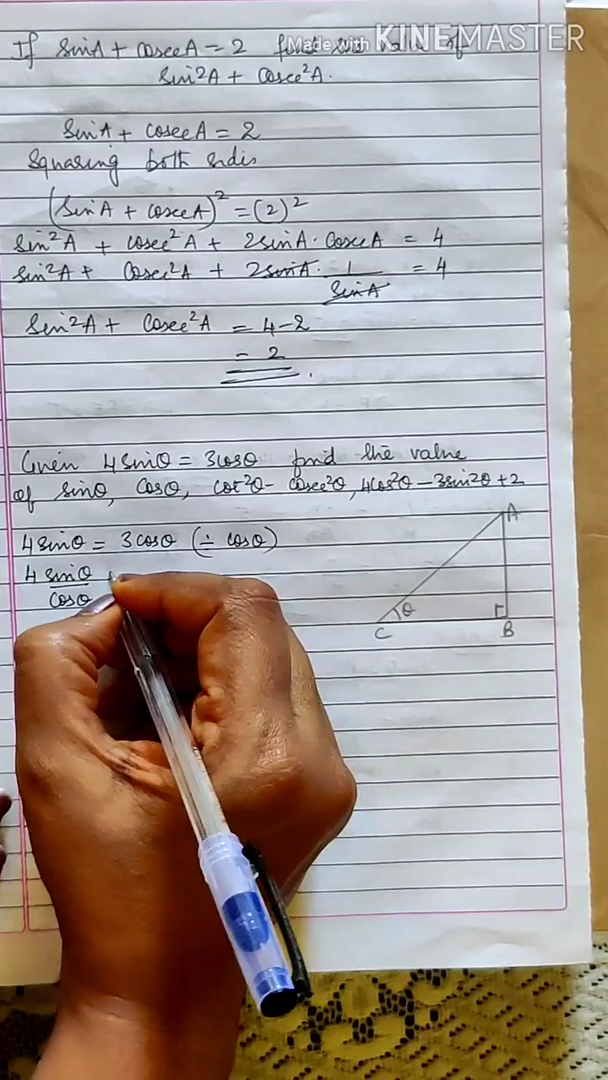 Made with KINEMASTER
If sinA + cosecA = 2 find value of
sin²A + cosec²A.
sinA + cosecA = 2
Squaring both sides
(sinA + cosecA)² = (2)²
sin²A + cosec²A + 2sinA · cosecA = 4
sin²A + cosec²A + 2sinA · 1/sinA = 4
sin²A + cosec²A = 4-2
= 2.
Given 4sinθ = 3cosθ find the value
of sinθ, cosθ, cot²θ - cosec²θ, 4cos²θ - 3sin²θ + 2
4sinθ = 3cosθ (÷ cosθ)
4 sinθ
cosθ
A
θ
C
B